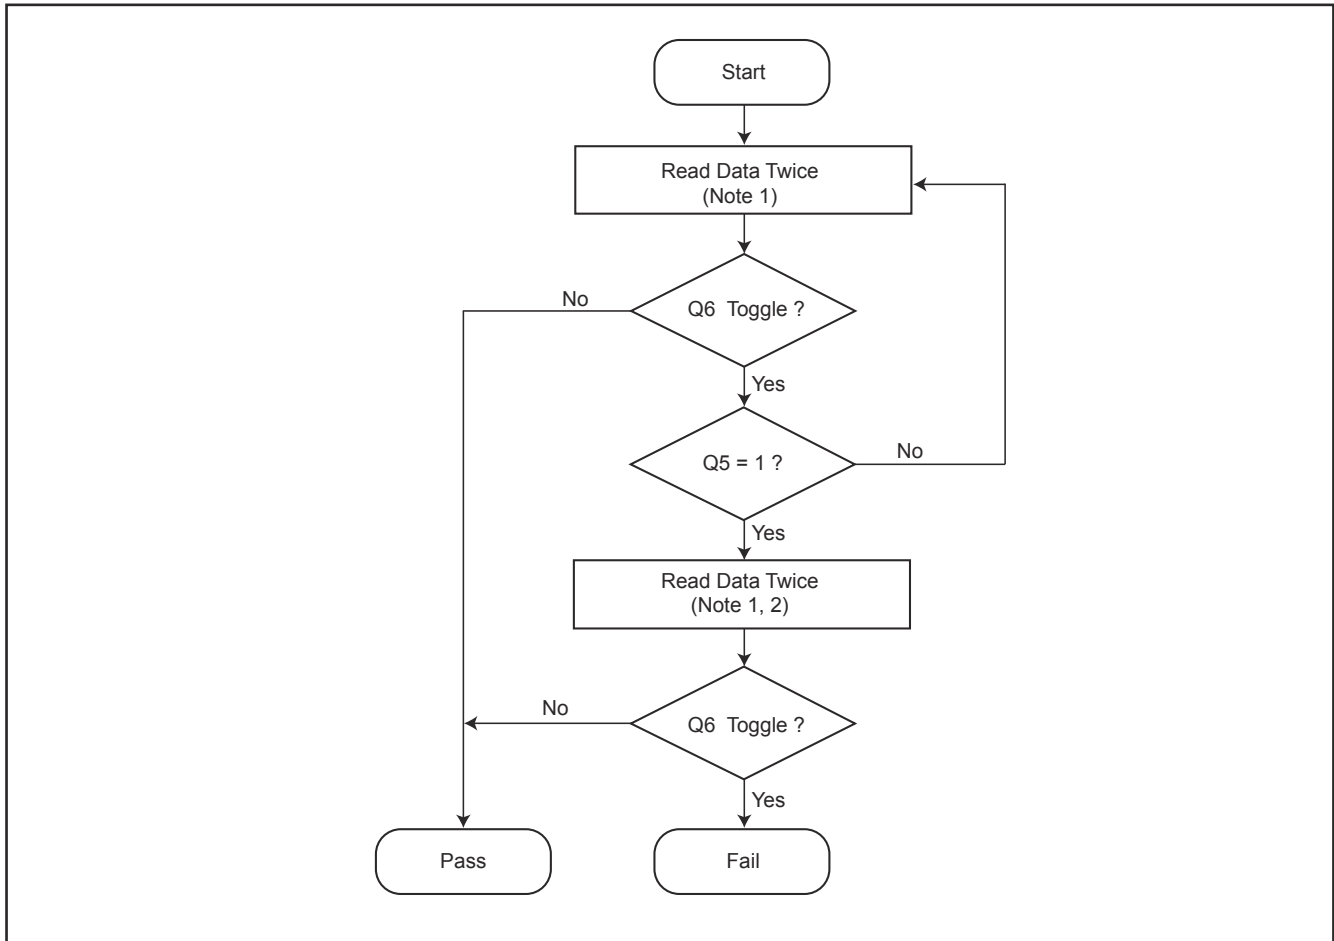 Start
Read Data Twice
(Note 1)
No
Q6 Toggle ?
Yes
Q5 = 1 ?
No
Yes
Read Data Twice
(Note 1, 2)
No
Q6 Toggle ?
Yes
Pass
Fail